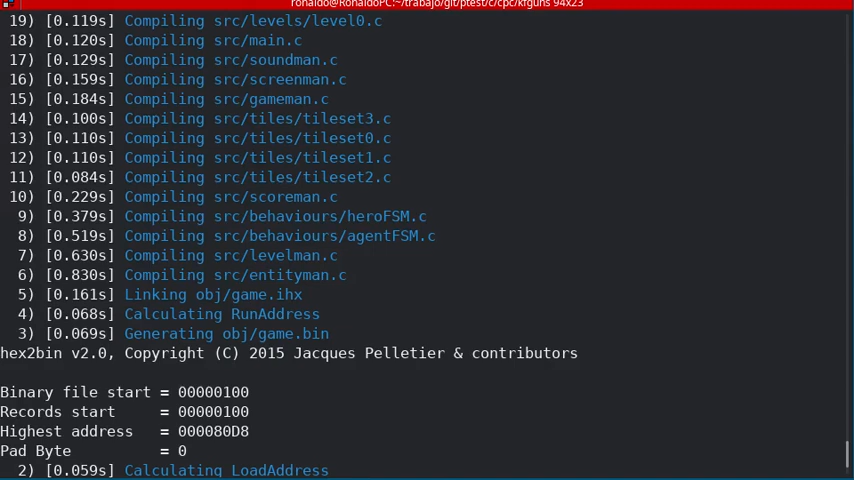 ronaldo@RonaldoPC:~/trabajo/git/ptest/c/cpc/kfguns 94x23
19) [0.119s] Compiling src/levels/level0.c
18) [0.120s] Compiling src/main.c
17) [0.129s] Compiling src/soundman.c
16) [0.159s] Compiling src/screenman.c
15) [0.184s] Compiling src/gameman.c
14) [0.100s] Compiling src/tiles/tileset3.c
13) [0.110s] Compiling src/tiles/tileset0.c
12) [0.110s] Compiling src/tiles/tileset1.c
11) [0.084s] Compiling src/tiles/tileset2.c
10) [0.229s] Compiling src/scoreman.c
9) [0.379s] Compiling src/behaviours/heroFSM.c
8) [0.519s] Compiling src/behaviours/agentFSM.c
7) [0.630s] Compiling src/levelman.c
6) [0.830s] Compiling src/entityman.c
5) [0.161s] Linking obj/game.ihx
4) [0.068s] Calculating RunAddress
3) [0.069s] Generating obj/game.bin
hex2bin v2.0, Copyright (C) 2015 Jacques Pelletier & contributors
Binary file start = 00000100
Records start     = 00000100
Highest address   = 000080D8
Pad Byte          = 0
2) [0.059s] Calculating LoadAddress